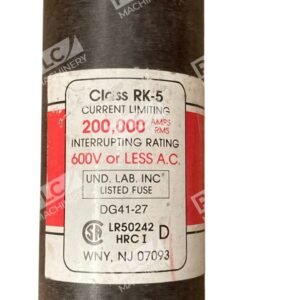 Class RK-5
CURRENT LIMITING
200,000 AMPS RMS
INTERRUPTING RATING
600V or LESS A.C.
UND. LAB. INC
LISTED FUSE
DG41-27
LR50242 D
HRC I
WNY, NJ 07093